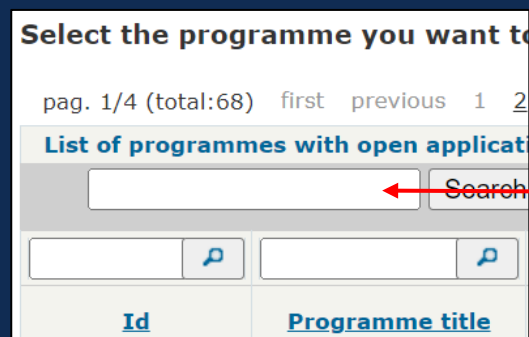 Select the programme you want to
pag. 1/4 (total:68) first previous 1 2
List of programmes with open applicati
Search
Id Programme title